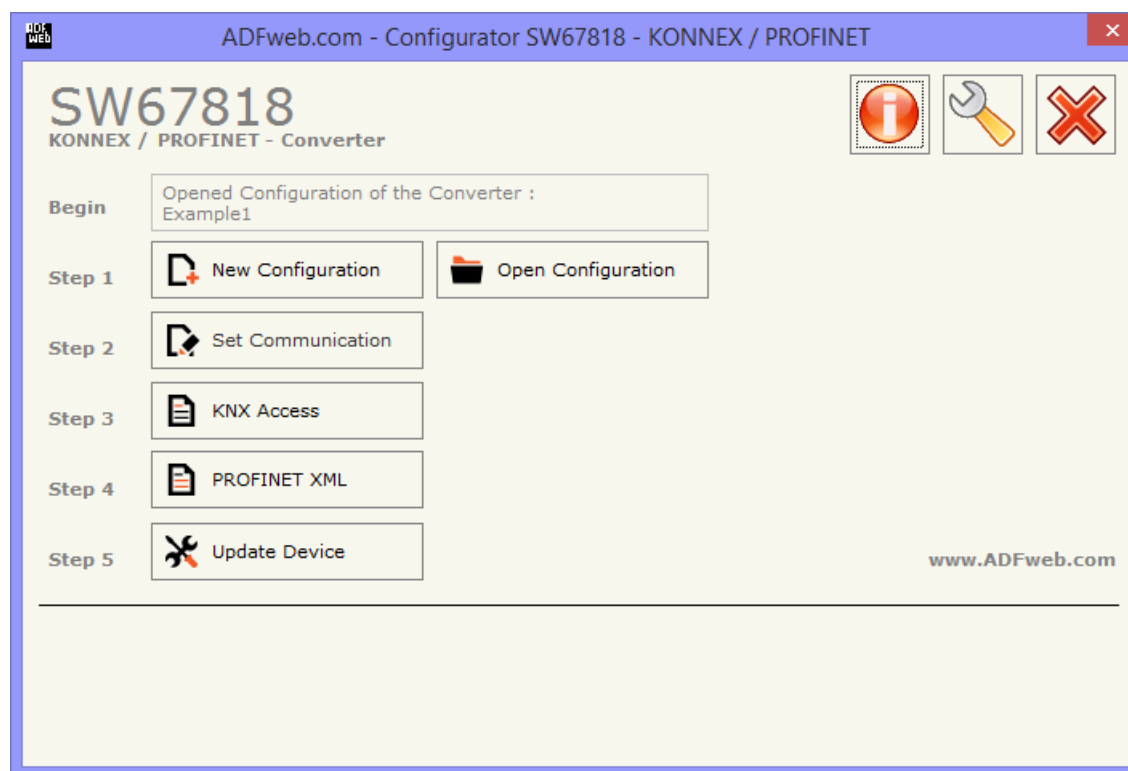 ADF
WEB
ADFweb.com - Configurator SW67818 - KONNEX / PROFINET
SW67818
KONNEX / PROFINET - Converter
Begin
Opened Configuration of the Converter :
Example1
Step 1
New Configuration
Open Configuration
Step 2
Set Communication
Step 3
KNX Access
Step 4
PROFINET XML
Step 5
Update Device
www.ADFweb.com